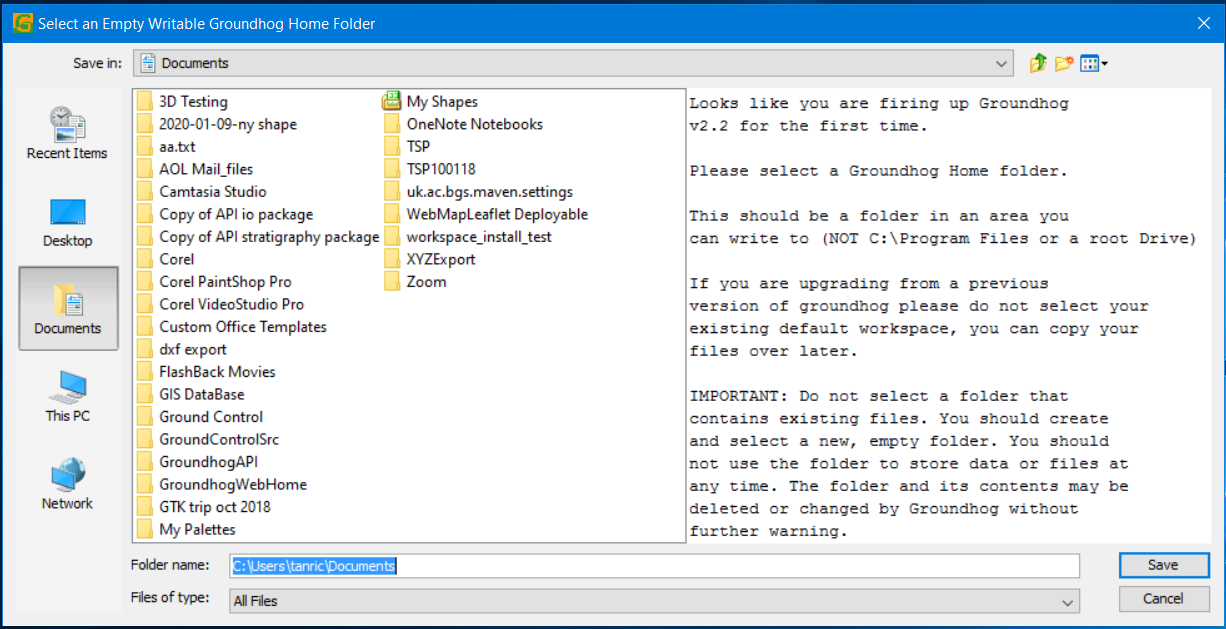 Select an Empty Writable Groundhog Home Folder
Save in:
Documents
Recent Items
Desktop
Documents
This PC
Network
3D Testing
2020-01-09-ny shape
aa.txt
AOL Mail_files
Camtasia Studio
Copy of API io package
Copy of API stratigraphy package
Corel
Corel PaintShop Pro
Corel VideoStudio Pro
Custom Office Templates
dxf export
FlashBack Movies
GIS DataBase
Ground Control
GroundControlSrc
GroundhogAPI
GroundhogWebHome
GTK trip oct 2018
My Palettes
My Shapes
OneNote Notebooks
TSP
TSP100118
uk.ac.bgs.maven.settings
WebMapLeaflet Deployable
workspace_install_test
XYZExport
Zoom
Looks like you are firing up Groundhog
v2.2 for the first time.
Please select a Groundhog Home folder.
This should be a folder in an area you
can write to (NOT C:\Program Files or a root Drive)
If you are upgrading from a previous
version of groundhog please do not select your
existing default workspace, you can copy your
files over later.
IMPORTANT: Do not select a folder that
contains existing files. You should create
and select a new, empty folder. You should
not use the folder to store data or files at
any time. The folder and its contents may be
deleted or changed by Groundhog without
further warning.
Folder name:
C:\Users\tanric\Documents
Save
Files of type:
All Files
Cancel